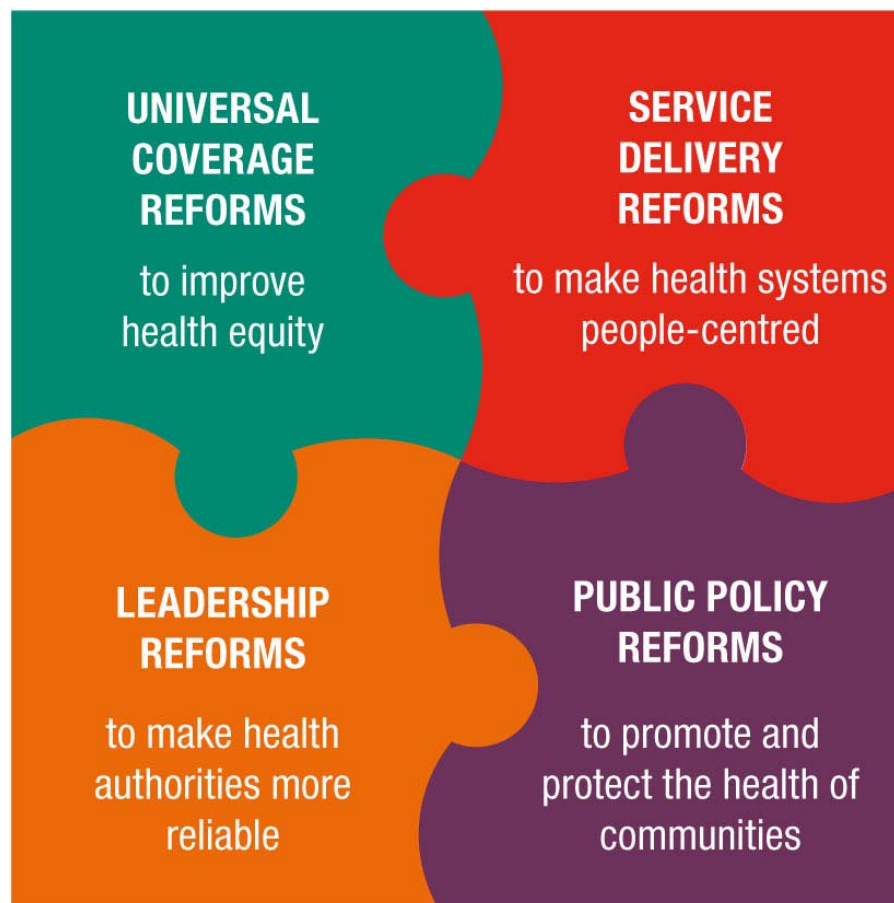 UNIVERSAL
COVERAGE
REFORMS
to improve
health equity
SERVICE
DELIVERY
REFORMS
to make health systems
people-centred
LEADERSHIP
REFORMS
to make health
authorities more
reliable
PUBLIC POLICY
REFORMS
to promote and
protect the health of
communities